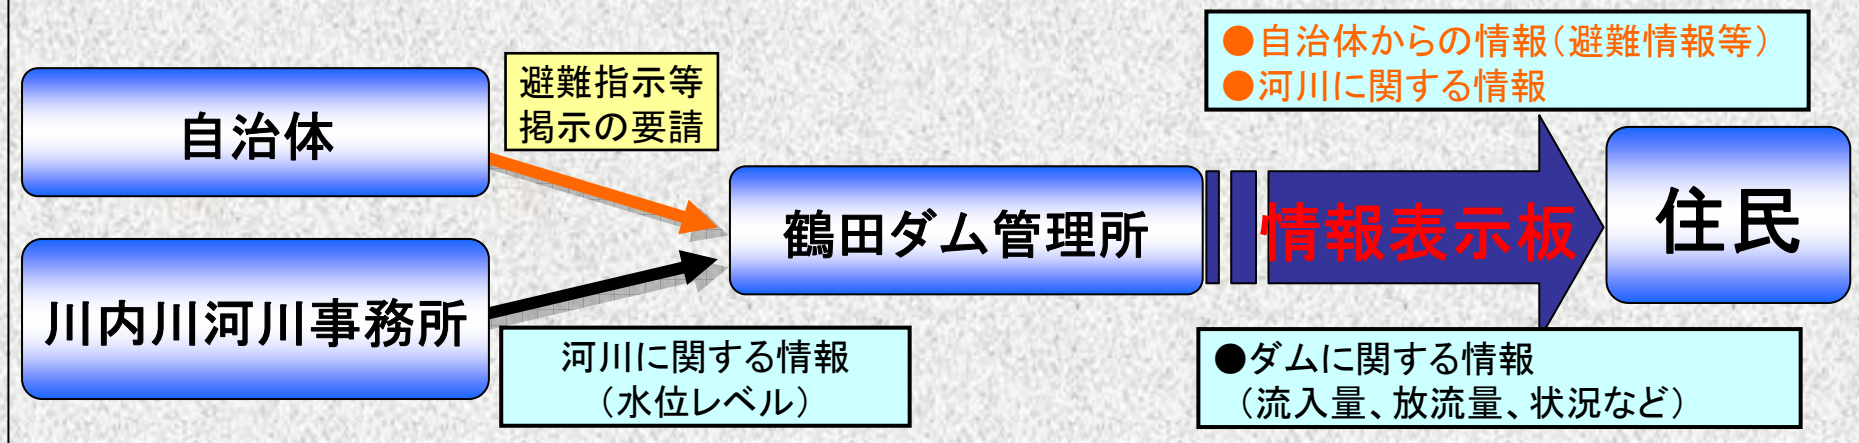 ●自治体からの情報（避難情報等）
●河川に関する情報
避難指示等
掲示の要請
自治体
鶴田ダム管理所
情報表示板
住民
川内川河川事務所
河川に関する情報
（水位レベル）
●ダムに関する情報
（流入量、放流量、状況など）